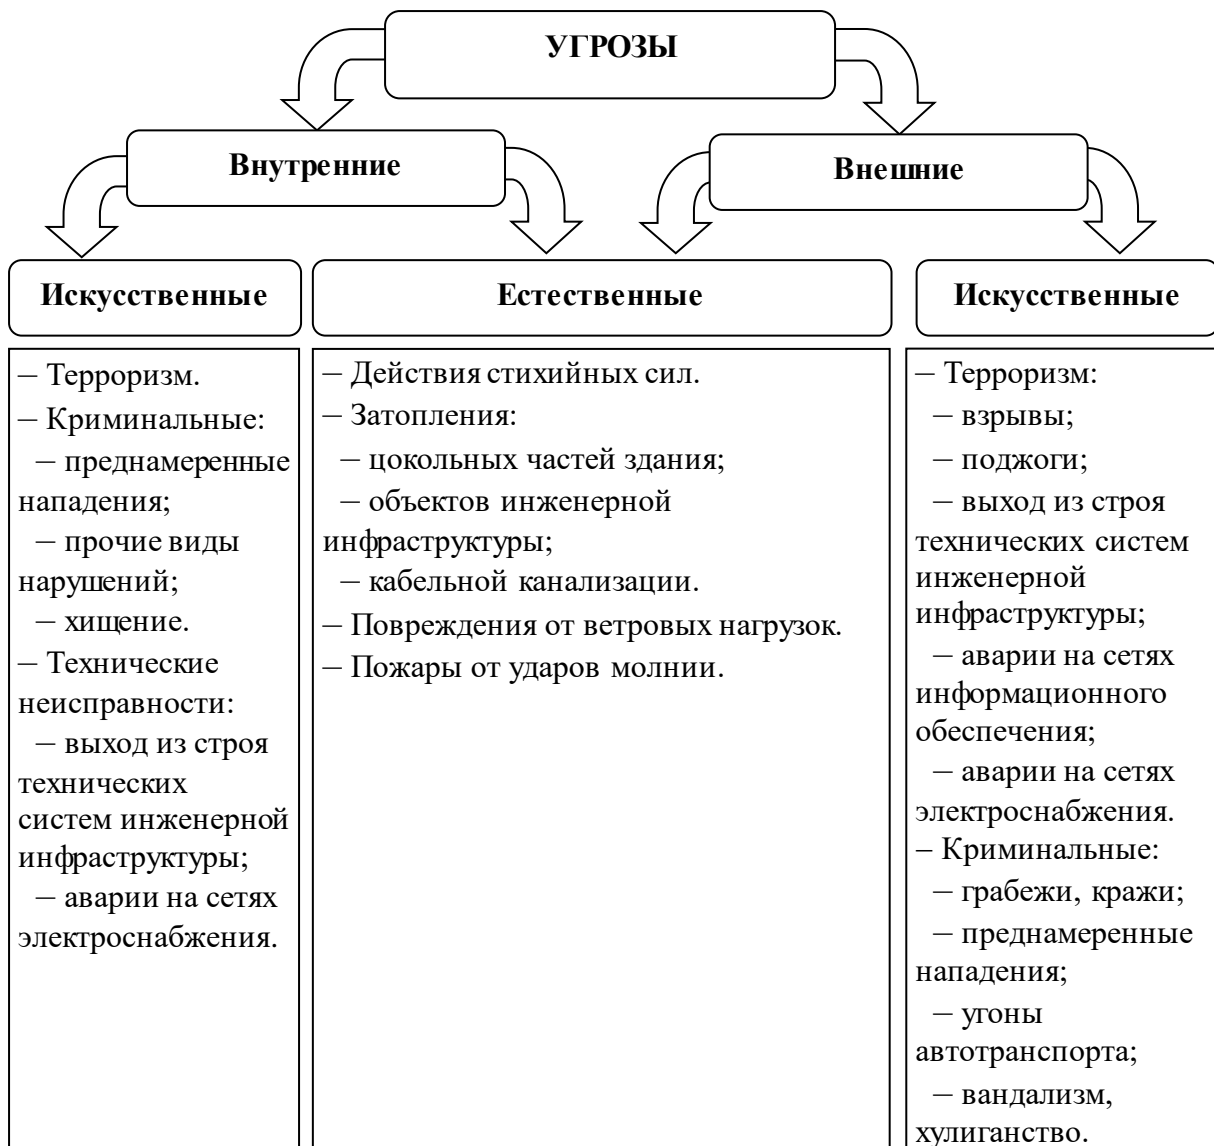 УГРОЗЫ
Внутренние
Внешние
Искусственные
Естественные
Искусственные
– Терроризм.
– Криминальные:
– преднамеренные
нападения;
– прочие виды
нарушений;
– хищение.
– Технические
неисправности:
– выход из строя
технических
систем инженерной
инфраструктуры;
– аварии на сетях
электроснабжения.
– Действия стихийных сил.
– Затопления:
– цокольных частей здания;
– объектов инженерной
инфраструктуры;
– кабельной канализации.
– Повреждения от ветровых нагрузок.
– Пожары от ударов молнии.
– Терроризм:
– взрывы;
– поджоги;
– выход из строя
технических систем
инженерной
инфраструктуры;
– аварии на сетях
информационного
обеспечения;
– аварии на сетях
электроснабжения.
– Криминальные:
– грабежи, кражи;
– преднамеренные
нападения;
– угоны
автотранспорта;
– вандализм,
хулиганство.